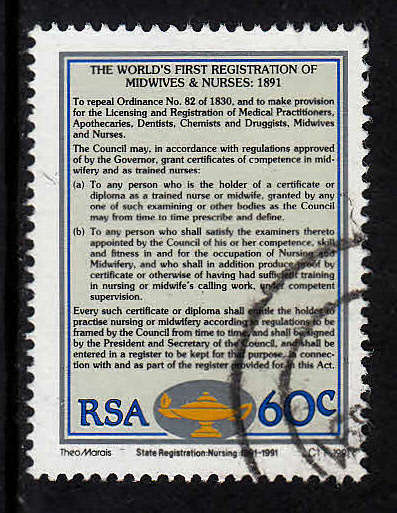 THE WORLD'S FIRST REGISTRATION OF
MIDWIVES & NURSES: 1891
To repeal Ordinance No. 82 of 1830, and to make provision
for the Licensing and Registration of Medical Practitioners,
Apothecaries, Dentists, Chemists and Druggists, Midwives
and Nurses.
The Council may, in accordance with regulations approved
of by the Governor, grant certificates of competence in mid-
wifery and as trained nurses:
(a) To any person who is the holder of a certificate or
diploma as a trained nurse or midwife, granted by any
one of such examining or other bodies as the Council
may from time to time prescribe and define.
(b) To any person who shall satisfy the examiners thereto
appointed by the Council of his or her competence, skill
and fitness in and for the occupation of Nursing and
Midwifery, and who shall in addition produce proof by
certificate or otherwise of having had sufficient training
in nursing or midwife's calling work, under competent
supervision.
Every such certificate or diploma shall entitle the holder to
practise nursing or midwifery according to regulations to be
framed by the Council from time to time and shall be signed
by the President and Secretary of the Council, and shall be
entered in a register to be kept for that purpose, in connec-
tion with and as part of the register provided for in this Act.
RSA 60c
Theo Marais State Registration: Nursing 1891-1991